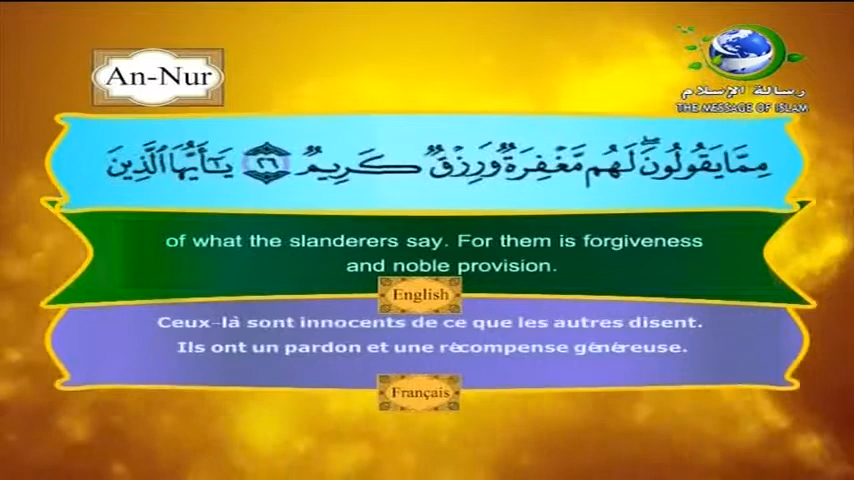 An-Nur
رسالة الإسلام
THE MESSAGE OF ISLAM
مِمَّا يَقُولُونَۖ لَهُم مَّغْفِرَةٌ وَرِزْقٌ كَرِيمٌ ٢٦ يَٰٓأَيُّهَا ٱلَّذِينَ
of what the slanderers say. For them is forgiveness
and noble provision.
English
Ceux-là sont innocents de ce que les autres disent.
Ils ont un pardon et une récompense généreuse.
Français